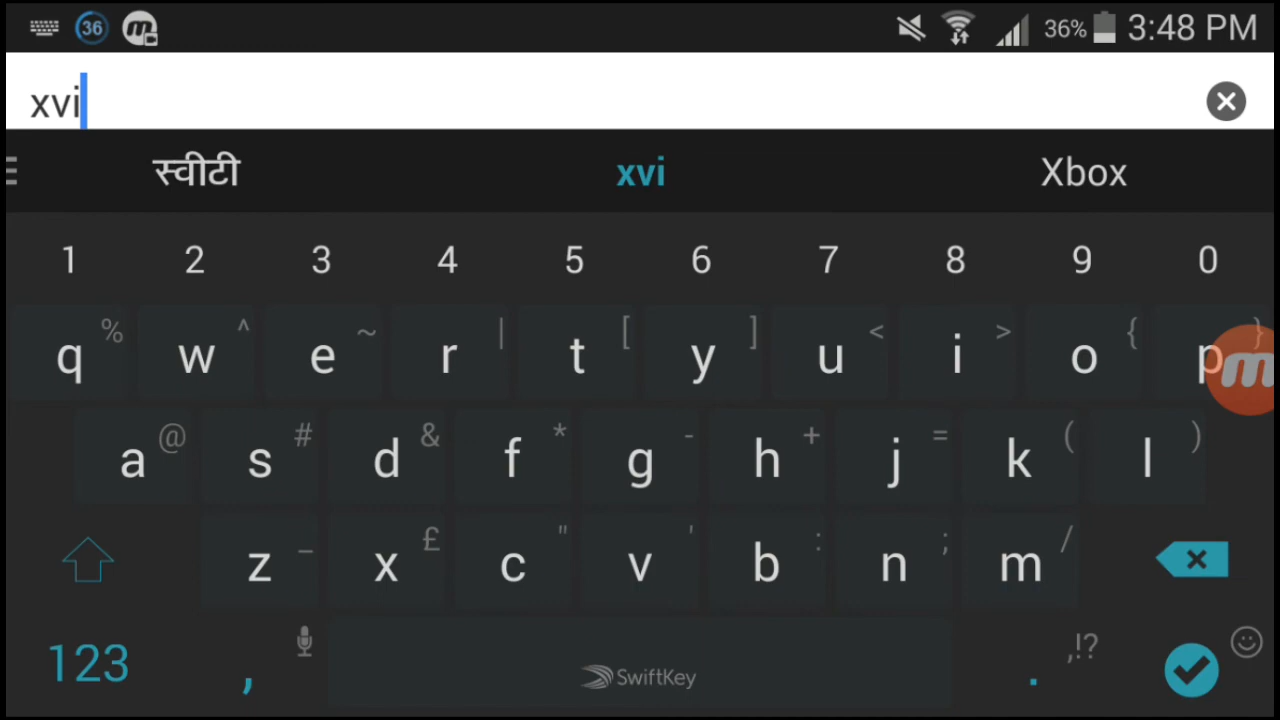 36 36% 3:48 PM
xvi
स्वीटी xvi Xbox
1 2 3 4 5 6 7 8 9 0
% ^ ~ | [ ] < > { }
q w e r t y u i o p
@ # & * - + = ( )
a s d f g h j k l
_ £ " ' : ; /
z x c v b n m
123 , SwiftKey . ,!?